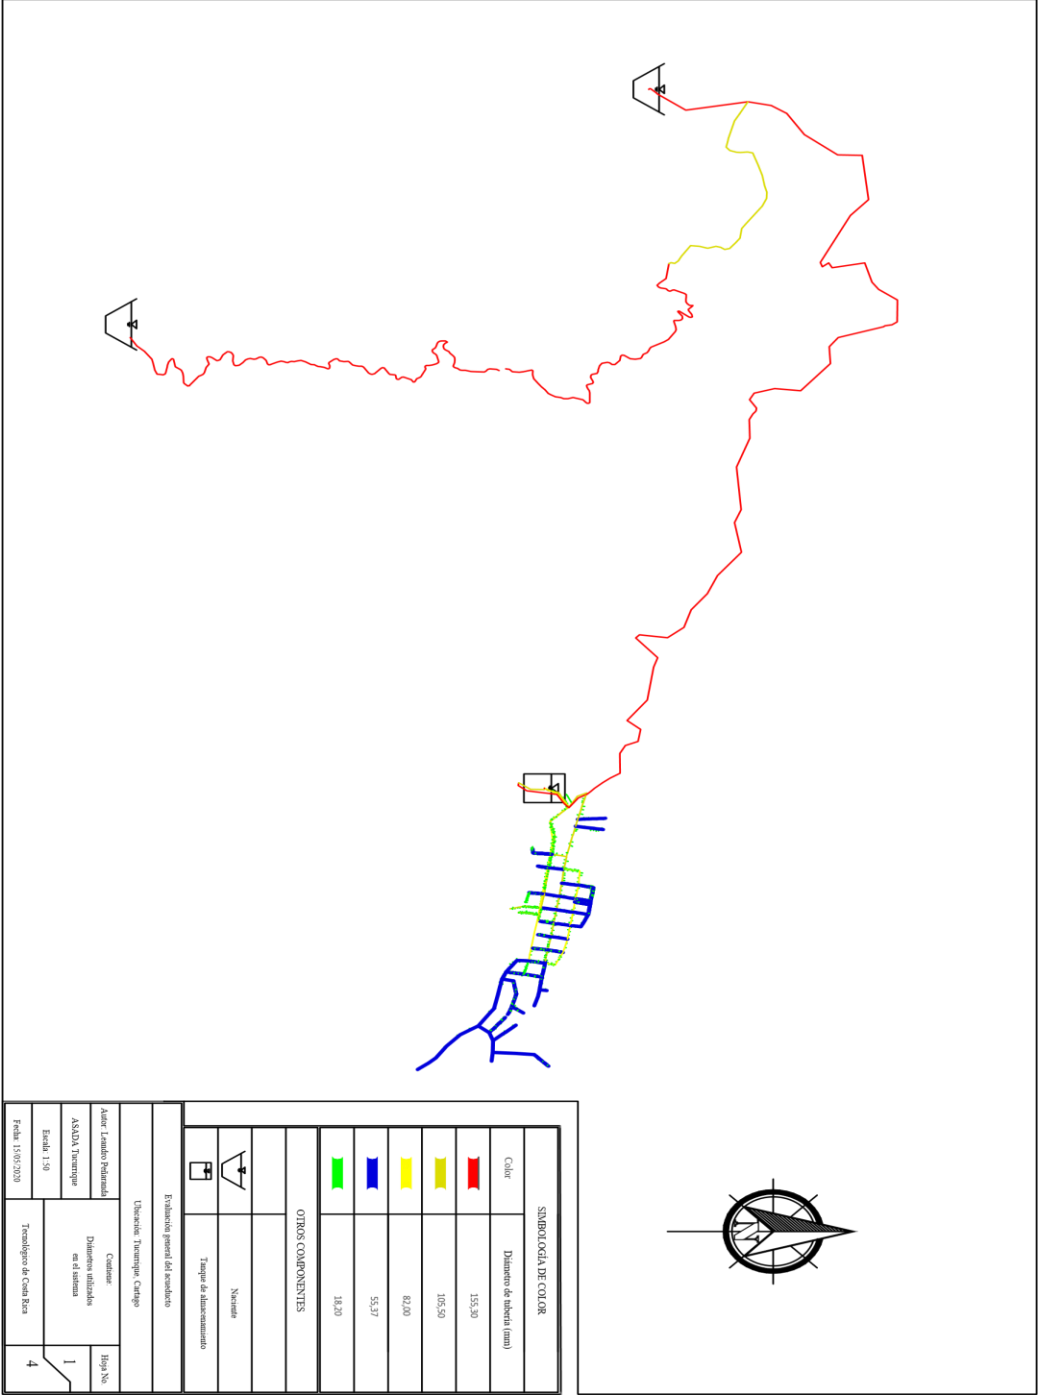 SIMBOLOGÍA DE COLOR
Color
Diámetro de tubería (mm)
155,30
105,50
82,00
55,37
18,20
OTROS COMPONENTES
Naciente
Tanque de almacenamiento
Evaluación general del acueducto
Ubicación: Tucurrique, Cartago
Autor: Leandro Peñaranda
Contiene:
Hoja No.
ASADA Tucurrique
Diámetros utilizados
en el sistema
1
Escala: 1:50
4
Fecha: 15/05/2020
Tecnológico de Costa Rica
N